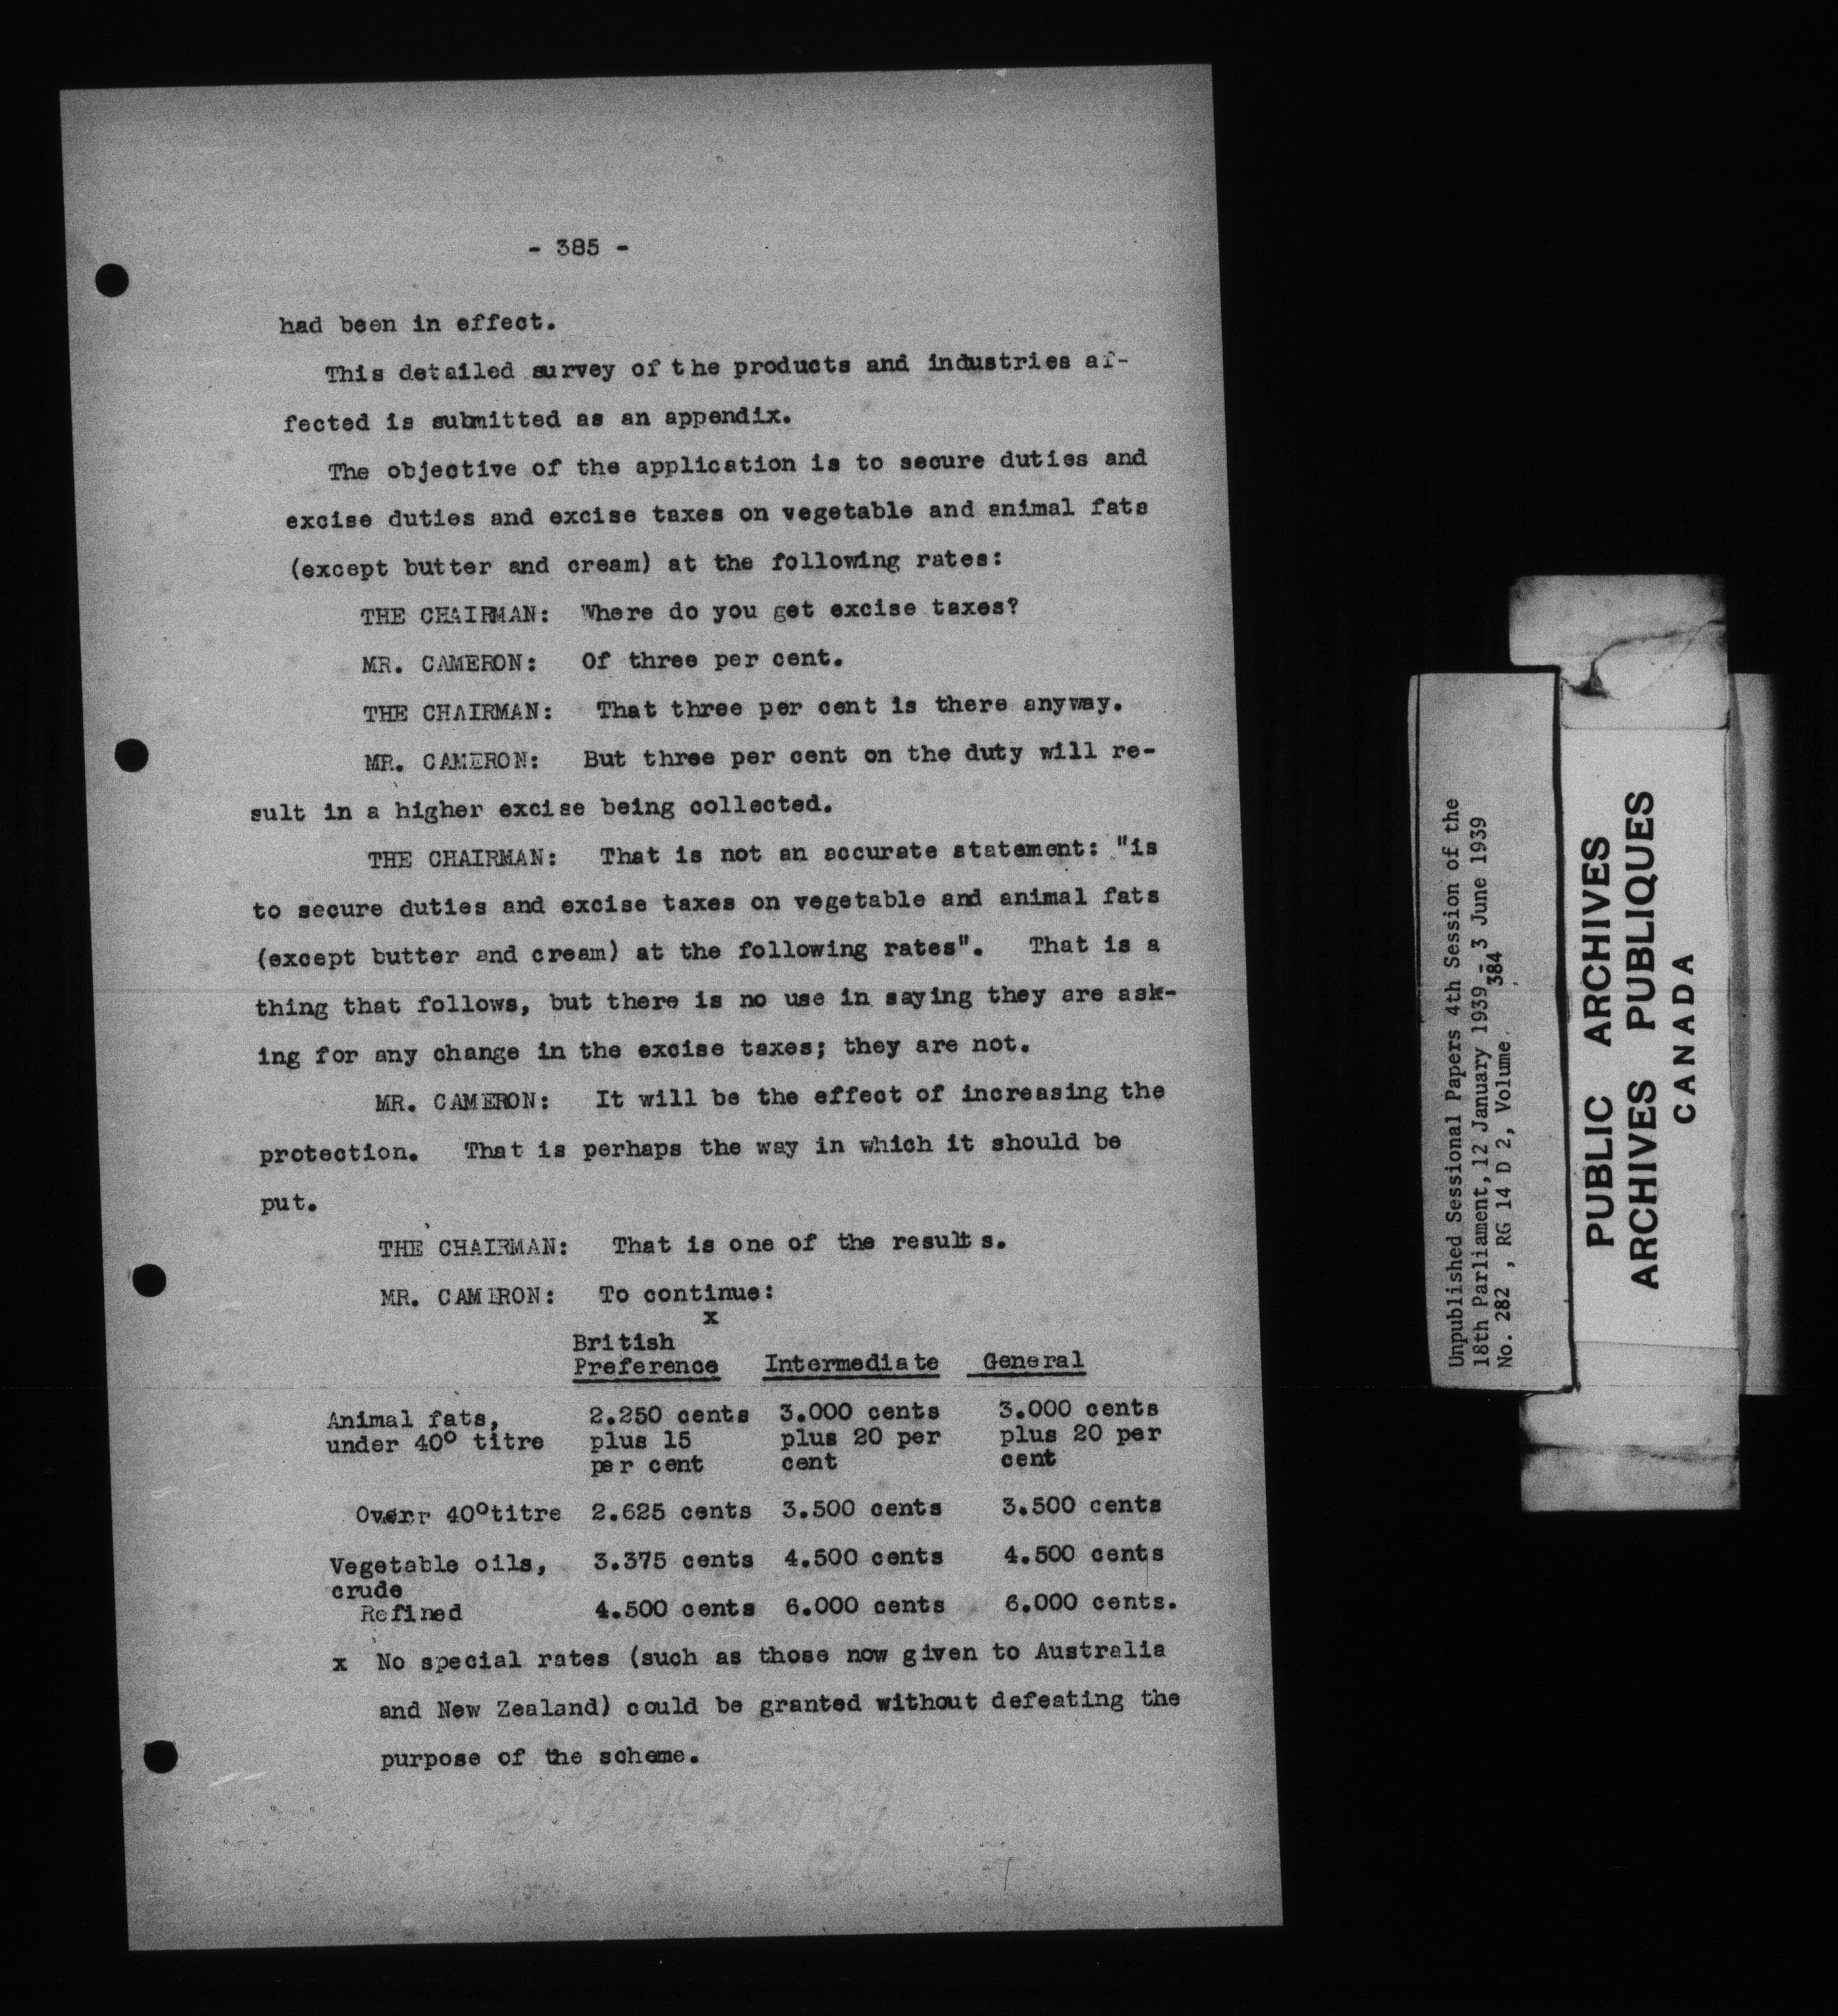 - 385 -
had been in effect.
This detailed survey of the products and industries af-
fected is submitted as an appendix.
The objective of the application is to secure duties and
excise duties and excise taxes on vegetable and animal fats
(except butter and cream) at the following rates:
THE CHAIRMAN: Where do you get excise taxes?
MR. CAMERON: Of three per cent.
THE CHAIRMAN: That three per cent is there anyway.
MR. CAMERON: But three per cent on the duty will re-
sult in a higher excise being collected.
THE CHAIRMAN: That is not an accurate statement: "is
to secure duties and excise taxes on vegetable and animal fats
(except butter and cream) at the following rates". That is a
thing that follows, but there is no use in saying they are ask-
ing for any change in the excise taxes; they are not.
MR. CAMERON: It will be the effect of increasing the
protection. That is perhaps the way in which it should be
put.
THE CHAIRMAN: That is one of the results.
MR. CAMERON: To continue:
x
British
Preference Intermediate General
Animal fats, 2.250 cents 3.000 cents 3.000 cents
under 40° titre plus 15 plus 20 per plus 20 per
per cent cent cent
Overr 40° titre 2.625 cents 3.500 cents 3.500 cents
Vegetable oils, 3.375 cents 4.500 cents 4.500 cents
crude
Refined 4.500 cents 6.000 cents 6.000 cents.
x No special rates (such as those now given to Australia
and New Zealand) could be granted without defeating the
purpose of the scheme.
Unpublished Sessional Papers 4th Session of the
18th Parliament, 12 January 1939 - 3 June 1939
No. 282 , RG 14 D 2, Volume 384
PUBLIC ARCHIVES
ARCHIVES PUBLIQUES
CANADA